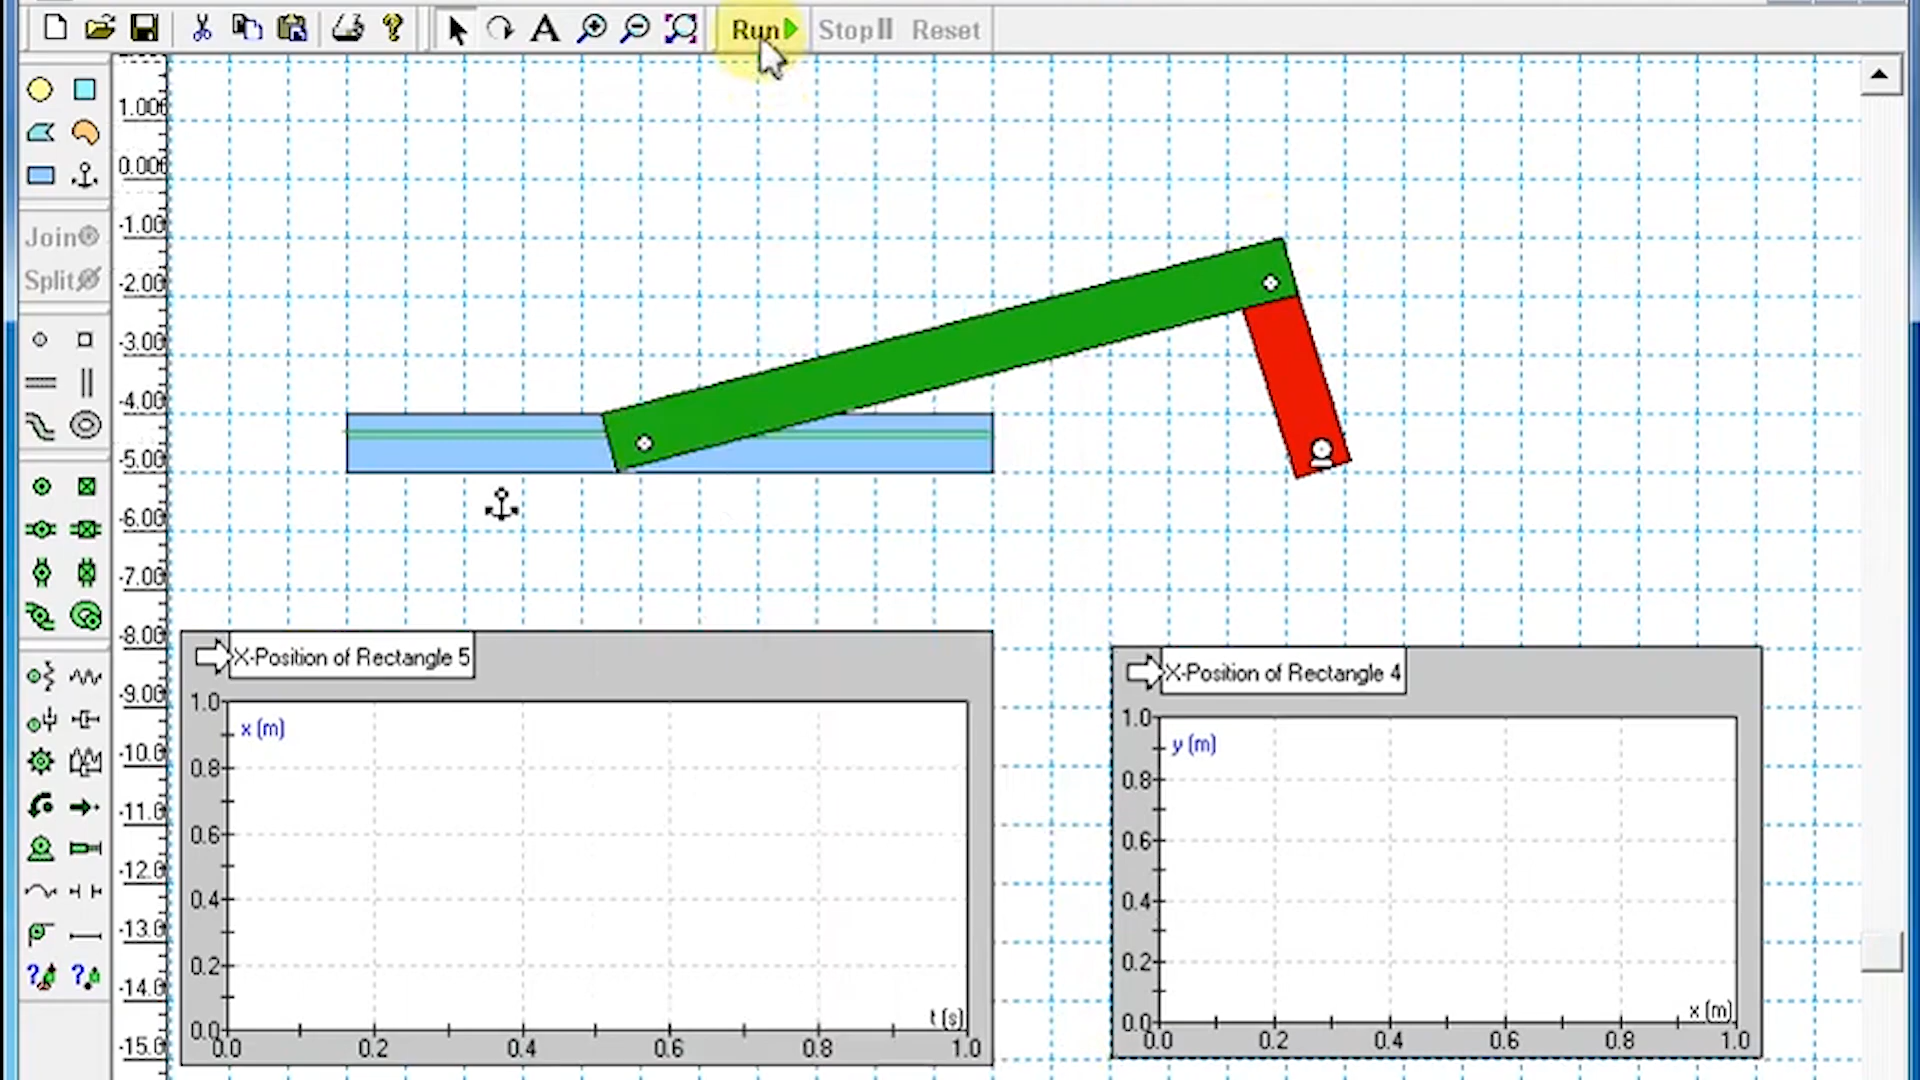 Run Stop Reset
1.000
0.000
-1.00
-2.00
-3.00
-4.00
-5.00
-6.00
-7.00
-8.00
-9.00
-10.0
-11.0
-12.0
-13.0
-14.0
-15.0
Join
Split
X-Position of Rectangle 5
x (m)
1.0
0.8
0.6
0.4
0.2
0.0
t (s)
0.0 0.2 0.4 0.6 0.8 1.0
X-Position of Rectangle 4
y (m)
1.0
0.8
0.6
0.4
0.2
0.0
x (m)
0.0 0.2 0.4 0.6 0.8 1.0